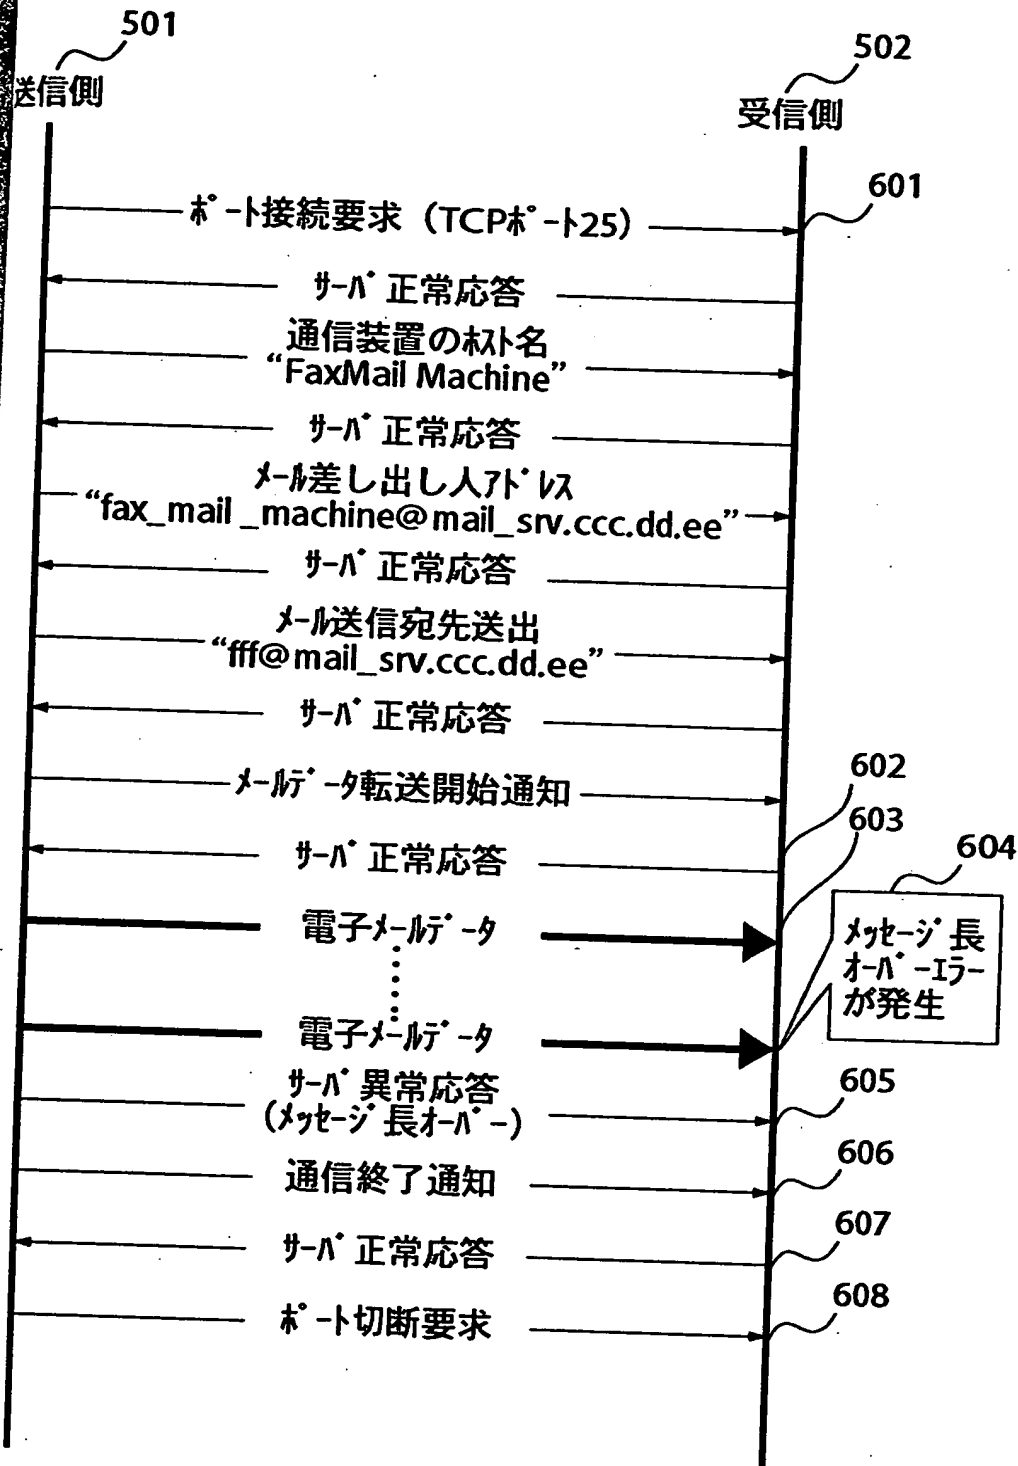 501
送信側
502
受信側
601
ﾎﾟｰﾄ接続要求（TCPﾎﾟｰﾄ25）
ｻｰﾊﾞ正常応答
通信装置のﾎｽﾄ名
“FaxMail Machine”
ｻｰﾊﾞ正常応答
ﾒｰﾙ差し出し人ｱﾄﾞﾚｽ
“fax_mail_machine@mail_srv.ccc.dd.ee”
ｻｰﾊﾞ正常応答
ﾒｰﾙ送信宛先送出
“fff@mail_srv.ccc.dd.ee”
ｻｰﾊﾞ正常応答
602
ﾒｰﾙﾃﾞｰﾀ転送開始通知
603
ｻｰﾊﾞ正常応答
604
電子ﾒｰﾙﾃﾞｰﾀ
ﾒｯｾｰｼﾞ長
ｵｰﾊﾞｰｴﾗｰ
が発生
電子ﾒｰﾙﾃﾞｰﾀ
ｻｰﾊﾞ異常応答
(ﾒｯｾｰｼﾞ長ｵｰﾊﾞｰ)
605
通信終了通知
606
ｻｰﾊﾞ正常応答
607
ﾎﾟｰﾄ切断要求
608